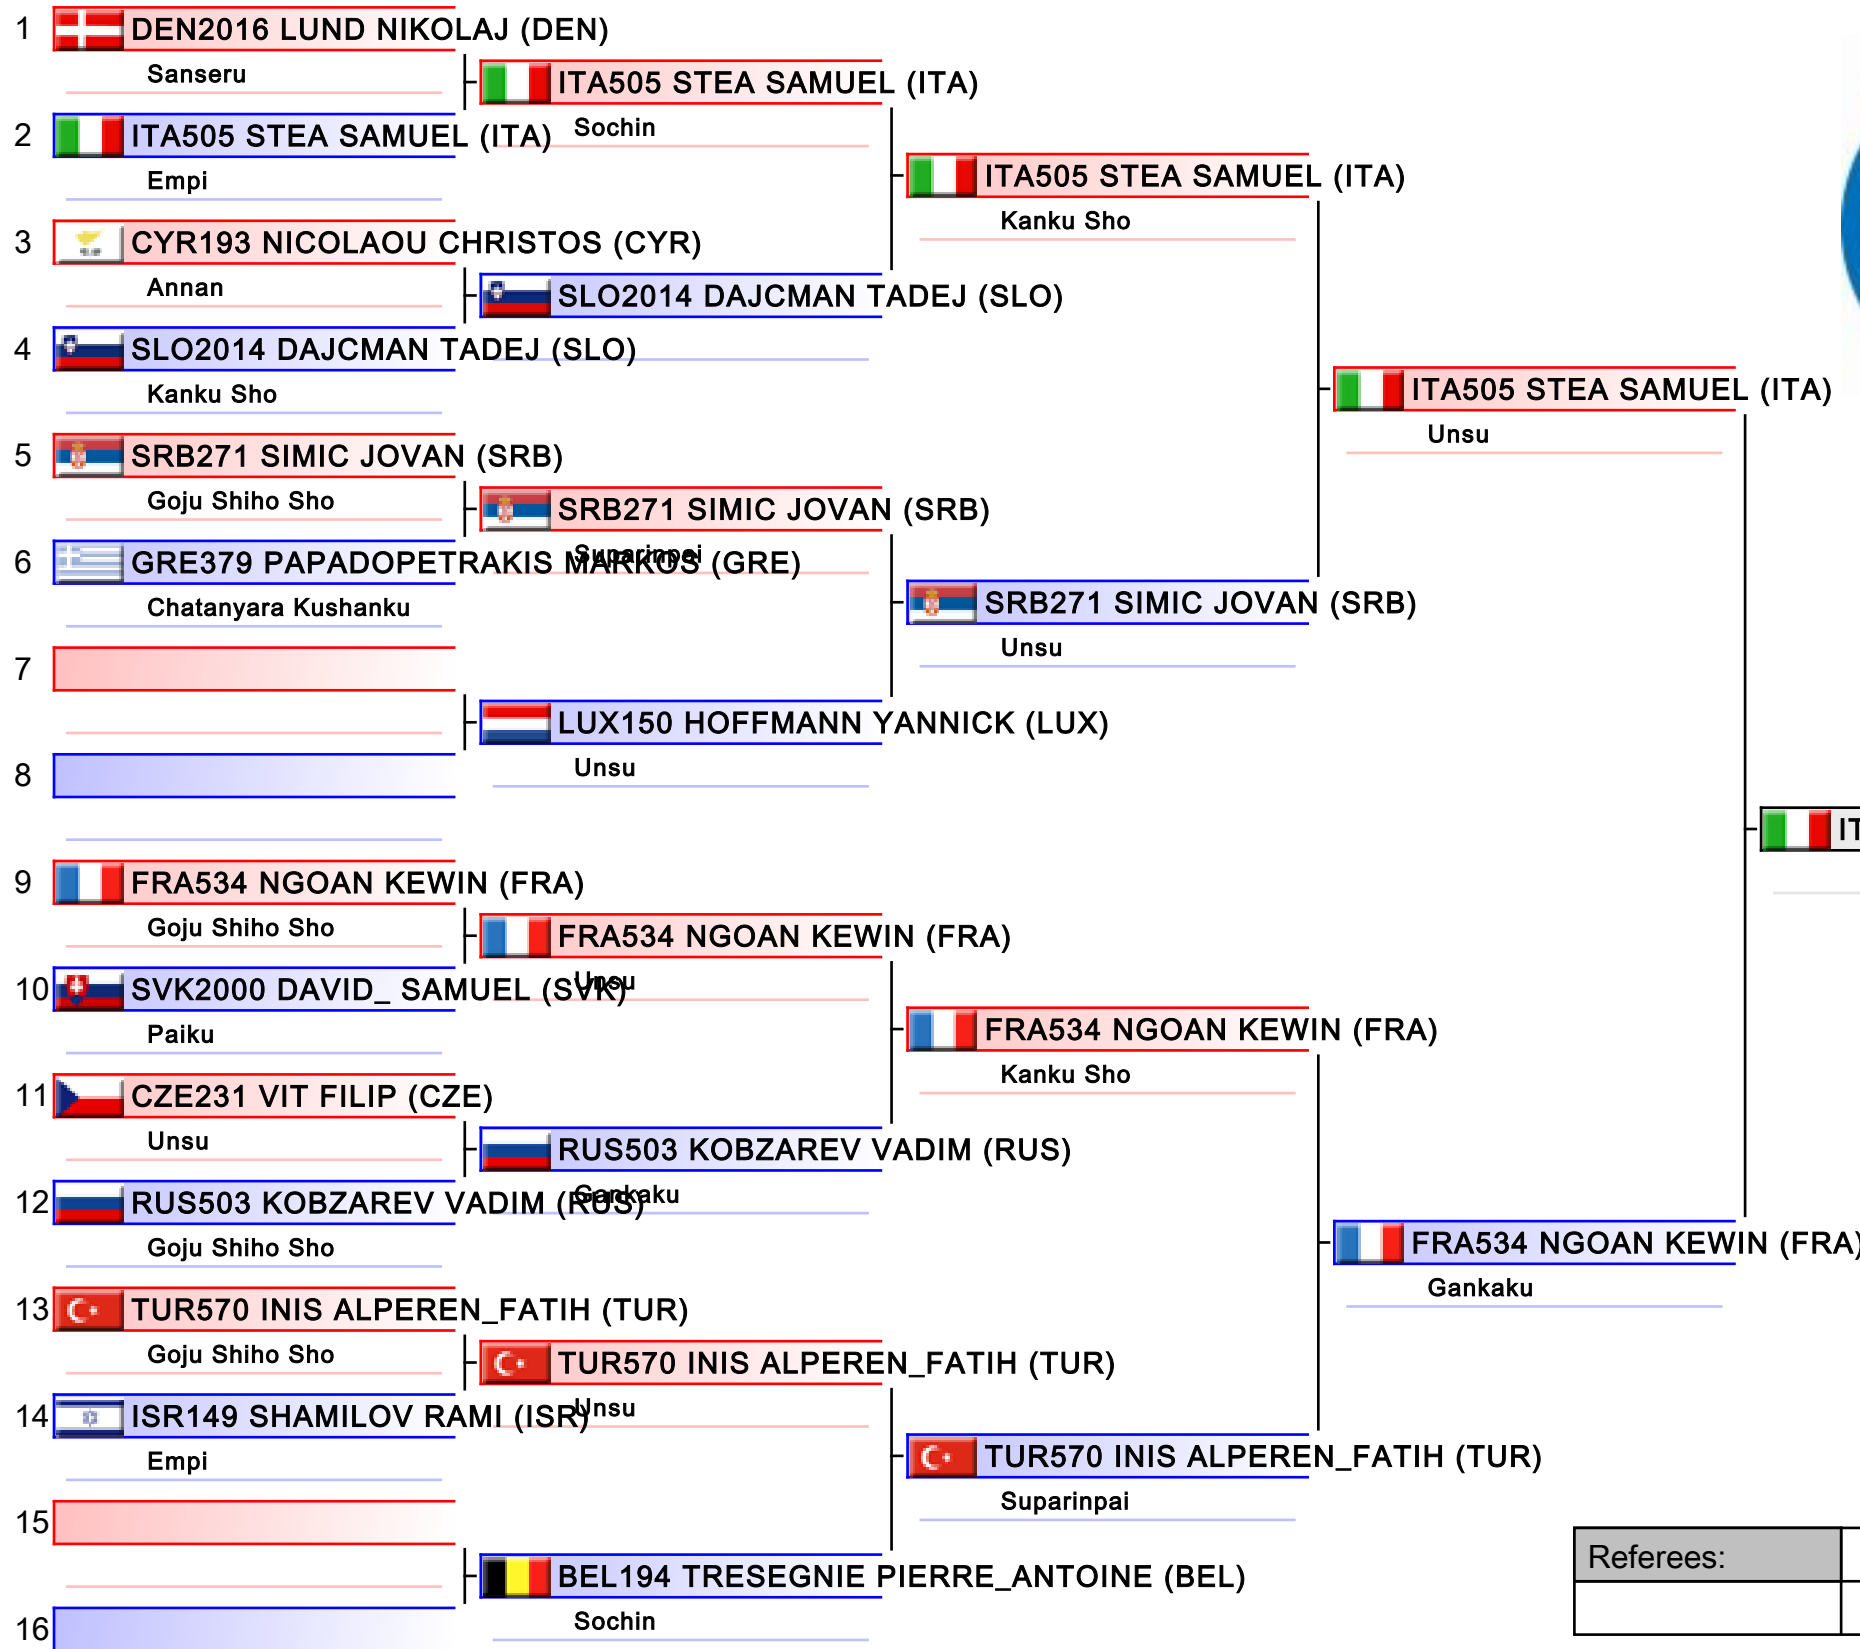 1 DEN2016 LUND NIKOLAJ (DEN)
Sanseru
ITA505 STEA SAMUEL (ITA)
Sochin
2 ITA505 STEA SAMUEL (ITA)
Empi
ITA505 STEA SAMUEL (ITA)
Kanku Sho
3 CYR193 NICOLAOU CHRISTOS (CYR)
Annan
SLO2014 DAJCMAN TADEJ (SLO)
4 SLO2014 DAJCMAN TADEJ (SLO)
Kanku Sho
ITA505 STEA SAMUEL (ITA)
Unsu
5 SRB271 SIMIC JOVAN (SRB)
Goju Shiho Sho
SRB271 SIMIC JOVAN (SRB)
Suparinpai
6 GRE379 PAPADOPETRAKIS MARKOS (GRE)
Chatanyara Kushanku
SRB271 SIMIC JOVAN (SRB)
Unsu
7
LUX150 HOFFMANN YANNICK (LUX)
Unsu
8
IT
9 FRA534 NGOAN KEWIN (FRA)
Goju Shiho Sho
FRA534 NGOAN KEWIN (FRA)
Unsu
10 SVK2000 DAVID_ SAMUEL (SVK)
Paiku
FRA534 NGOAN KEWIN (FRA)
Kanku Sho
11 CZE231 VIT FILIP (CZE)
Unsu
RUS503 KOBZAREV VADIM (RUS)
Gankaku
12 RUS503 KOBZAREV VADIM (RUS)
Goju Shiho Sho
FRA534 NGOAN KEWIN (FRA)
Gankaku
13 TUR570 INIS ALPEREN_FATIH (TUR)
Goju Shiho Sho
TUR570 INIS ALPEREN_FATIH (TUR)
Unsu
14 ISR149 SHAMILOV RAMI (ISR)
Empi
TUR570 INIS ALPEREN_FATIH (TUR)
Suparinpai
15
BEL194 TRESEGNIE PIERRE_ANTOINE (BEL)
Sochin
16
Referees: